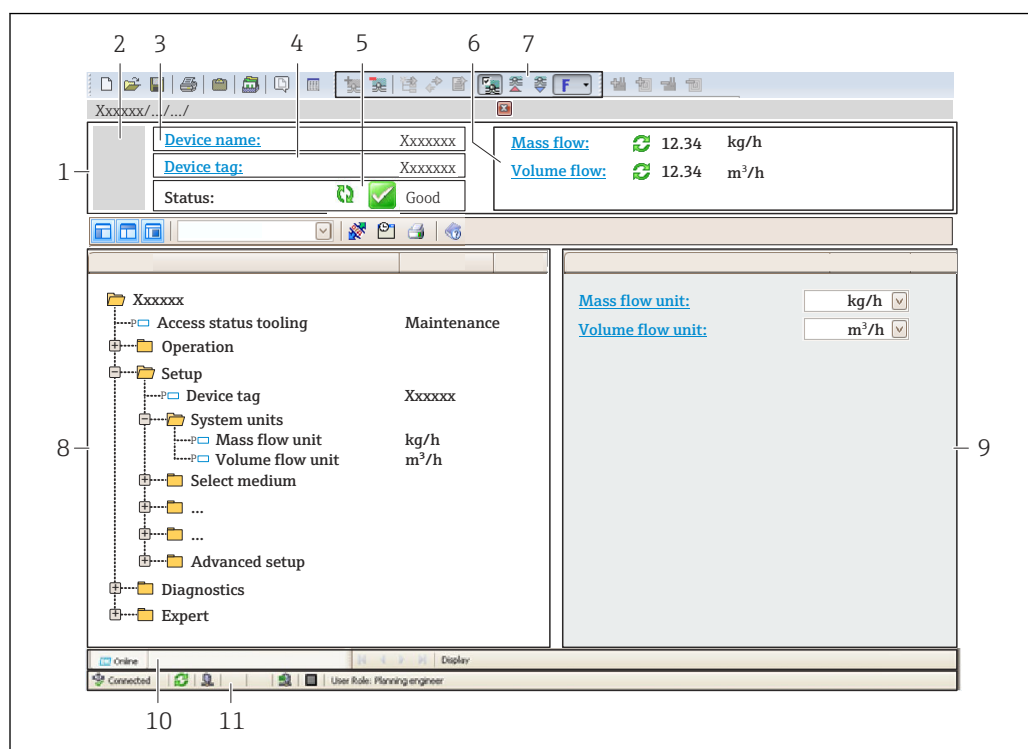 2 3 4 5 6 7
F
Xxxxxx/.../.../
1
Device name: Xxxxxxx
Device tag: Xxxxxxx
Status: Good
Mass flow: 12.34 kg/h
Volume flow: 12.34 m³/h
Xxxxxx
P Access status tooling Maintenance
Operation
Setup
P Device tag Xxxxxx
System units
P Mass flow unit kg/h
P Volume flow unit m³/h
Select medium
...
...
Advanced setup
Diagnostics
Expert
8
Mass flow unit: kg/h
Volume flow unit: m³/h
9
Online Display
Connected User Role: Planning engineer
10 11